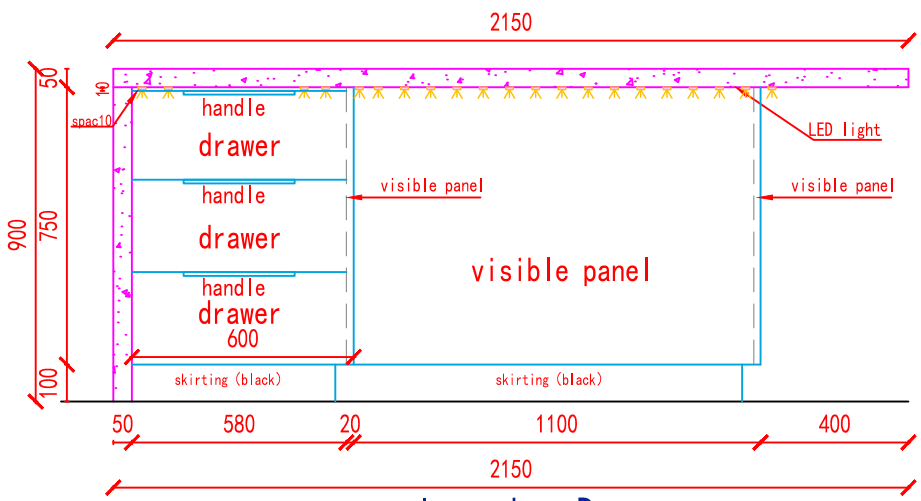 2150
50
10
spac10
handle
LED light
drawer
visible panel
visible panel
handle
900
750
drawer
visible panel
handle
drawer
600
100
skirting (black)
skirting (black)
50
580
20
1100
400
2150